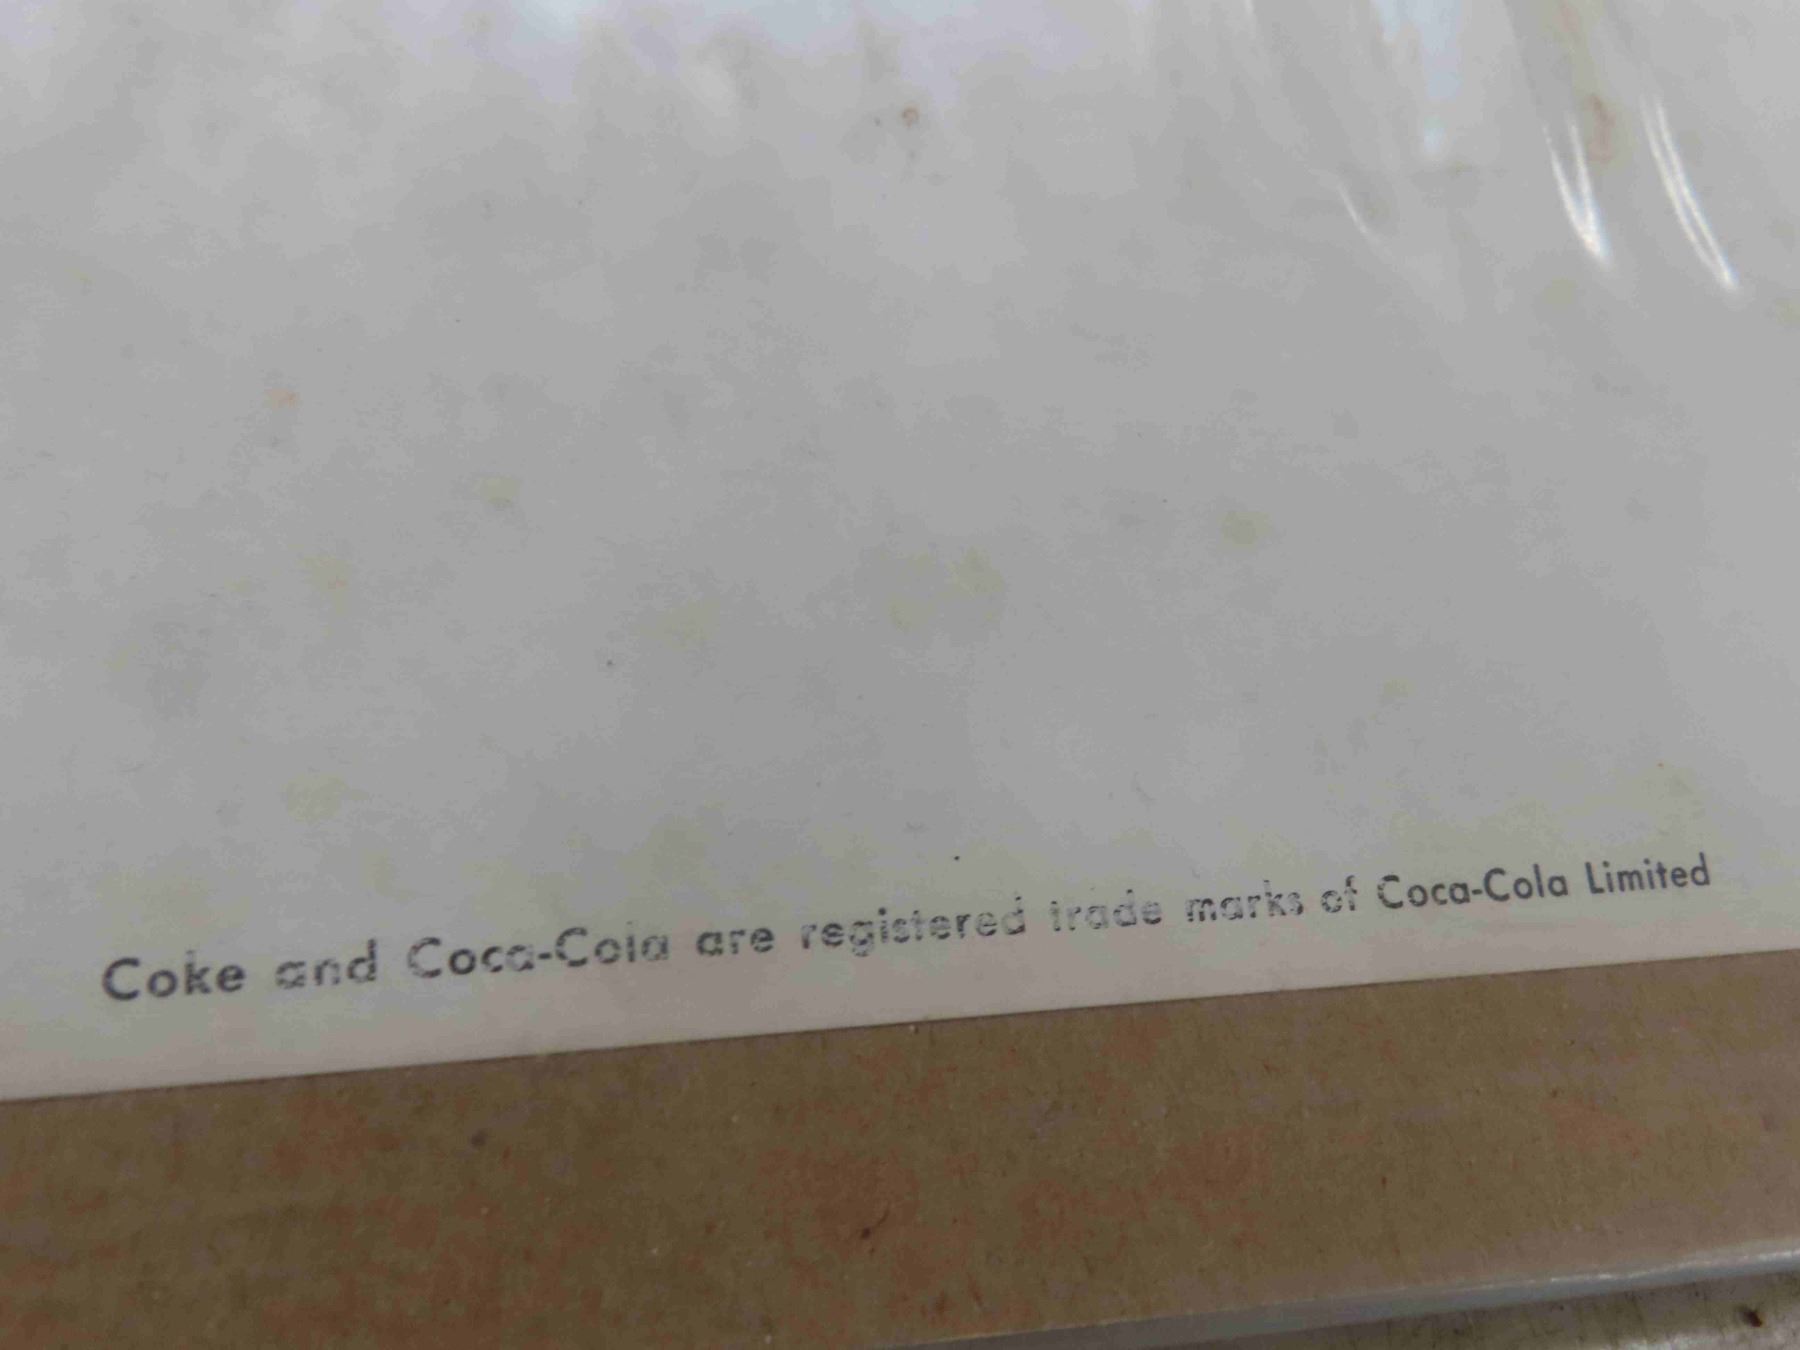 Coke and Coca-Cola are registered trade marks of Coca-Cola Limited